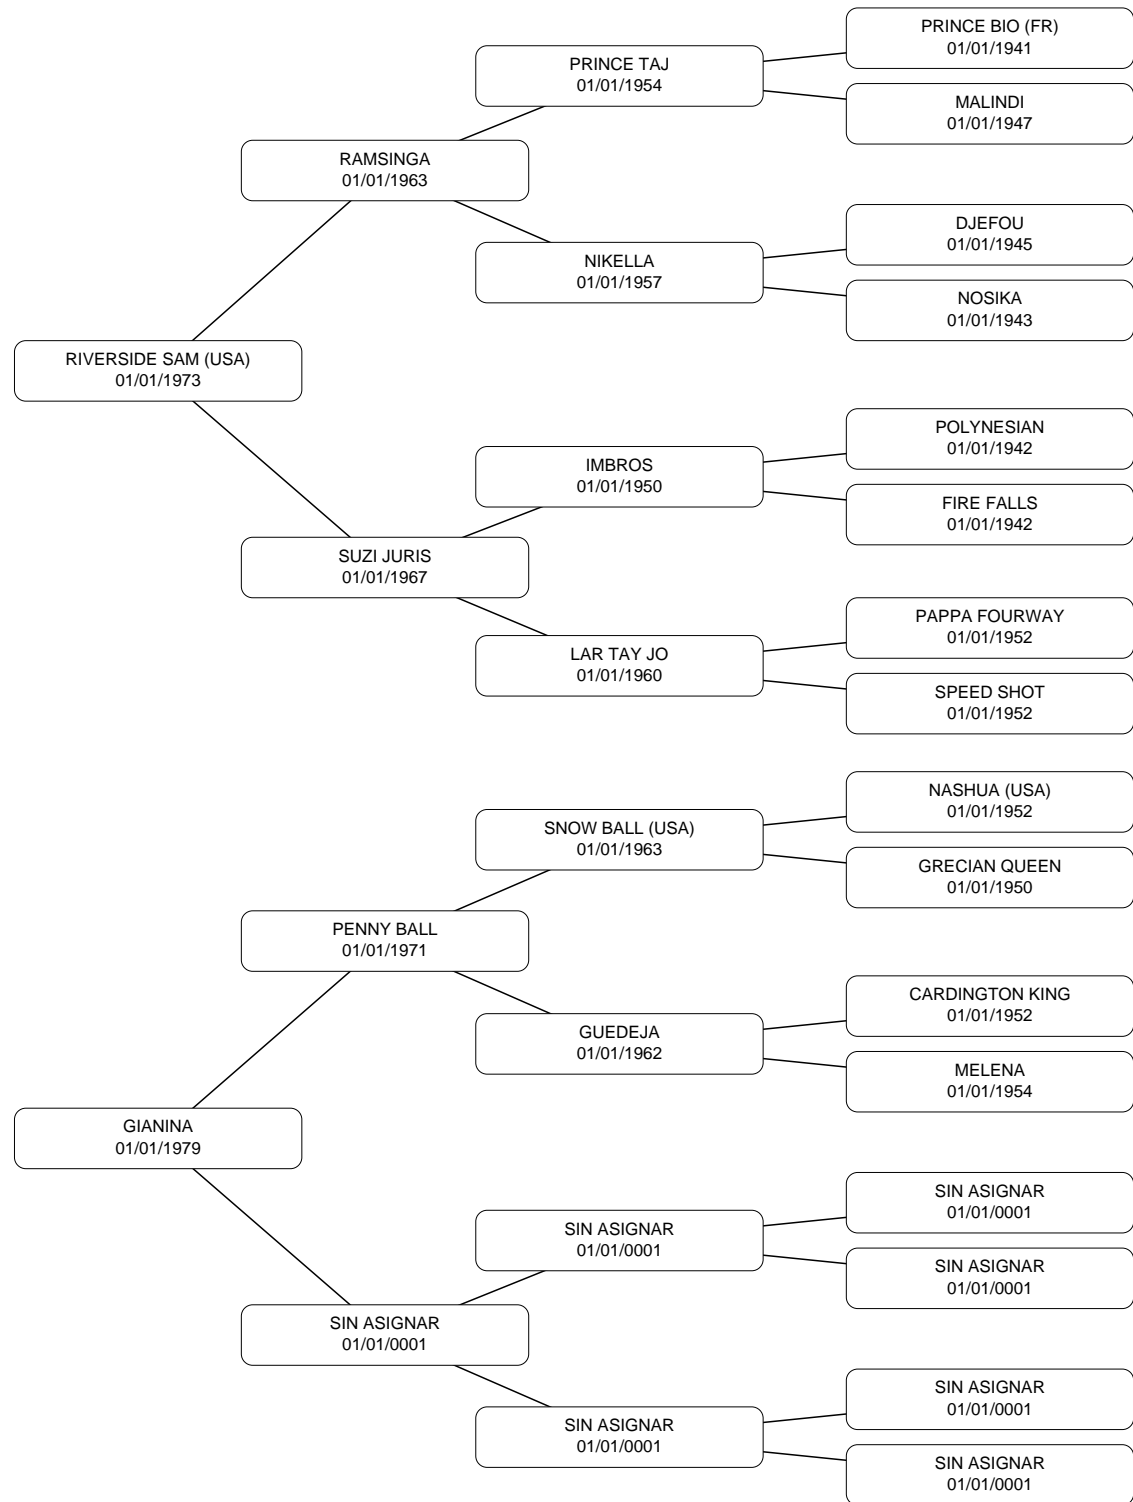 PRINCE BIO (FR)
01/01/1941
PRINCE TAJ
01/01/1954
MALINDI
01/01/1947
RAMSINGA
01/01/1963
DJEFOU
01/01/1945
NIKELLA
01/01/1957
NOSIKA
01/01/1943
RIVERSIDE SAM (USA)
01/01/1973
POLYNESIAN
01/01/1942
IMBROS
01/01/1950
FIRE FALLS
01/01/1942
SUZI JURIS
01/01/1967
PAPPA FOURWAY
01/01/1952
LAR TAY JO
01/01/1960
SPEED SHOT
01/01/1952
NASHUA (USA)
01/01/1952
SNOW BALL (USA)
01/01/1963
GRECIAN QUEEN
01/01/1950
PENNY BALL
01/01/1971
CARDINGTON KING
01/01/1952
GUEDEJA
01/01/1962
MELENA
01/01/1954
GIANINA
01/01/1979
SIN ASIGNAR
01/01/0001
SIN ASIGNAR
01/01/0001
SIN ASIGNAR
01/01/0001
SIN ASIGNAR
01/01/0001
SIN ASIGNAR
01/01/0001
SIN ASIGNAR
01/01/0001
SIN ASIGNAR
01/01/0001